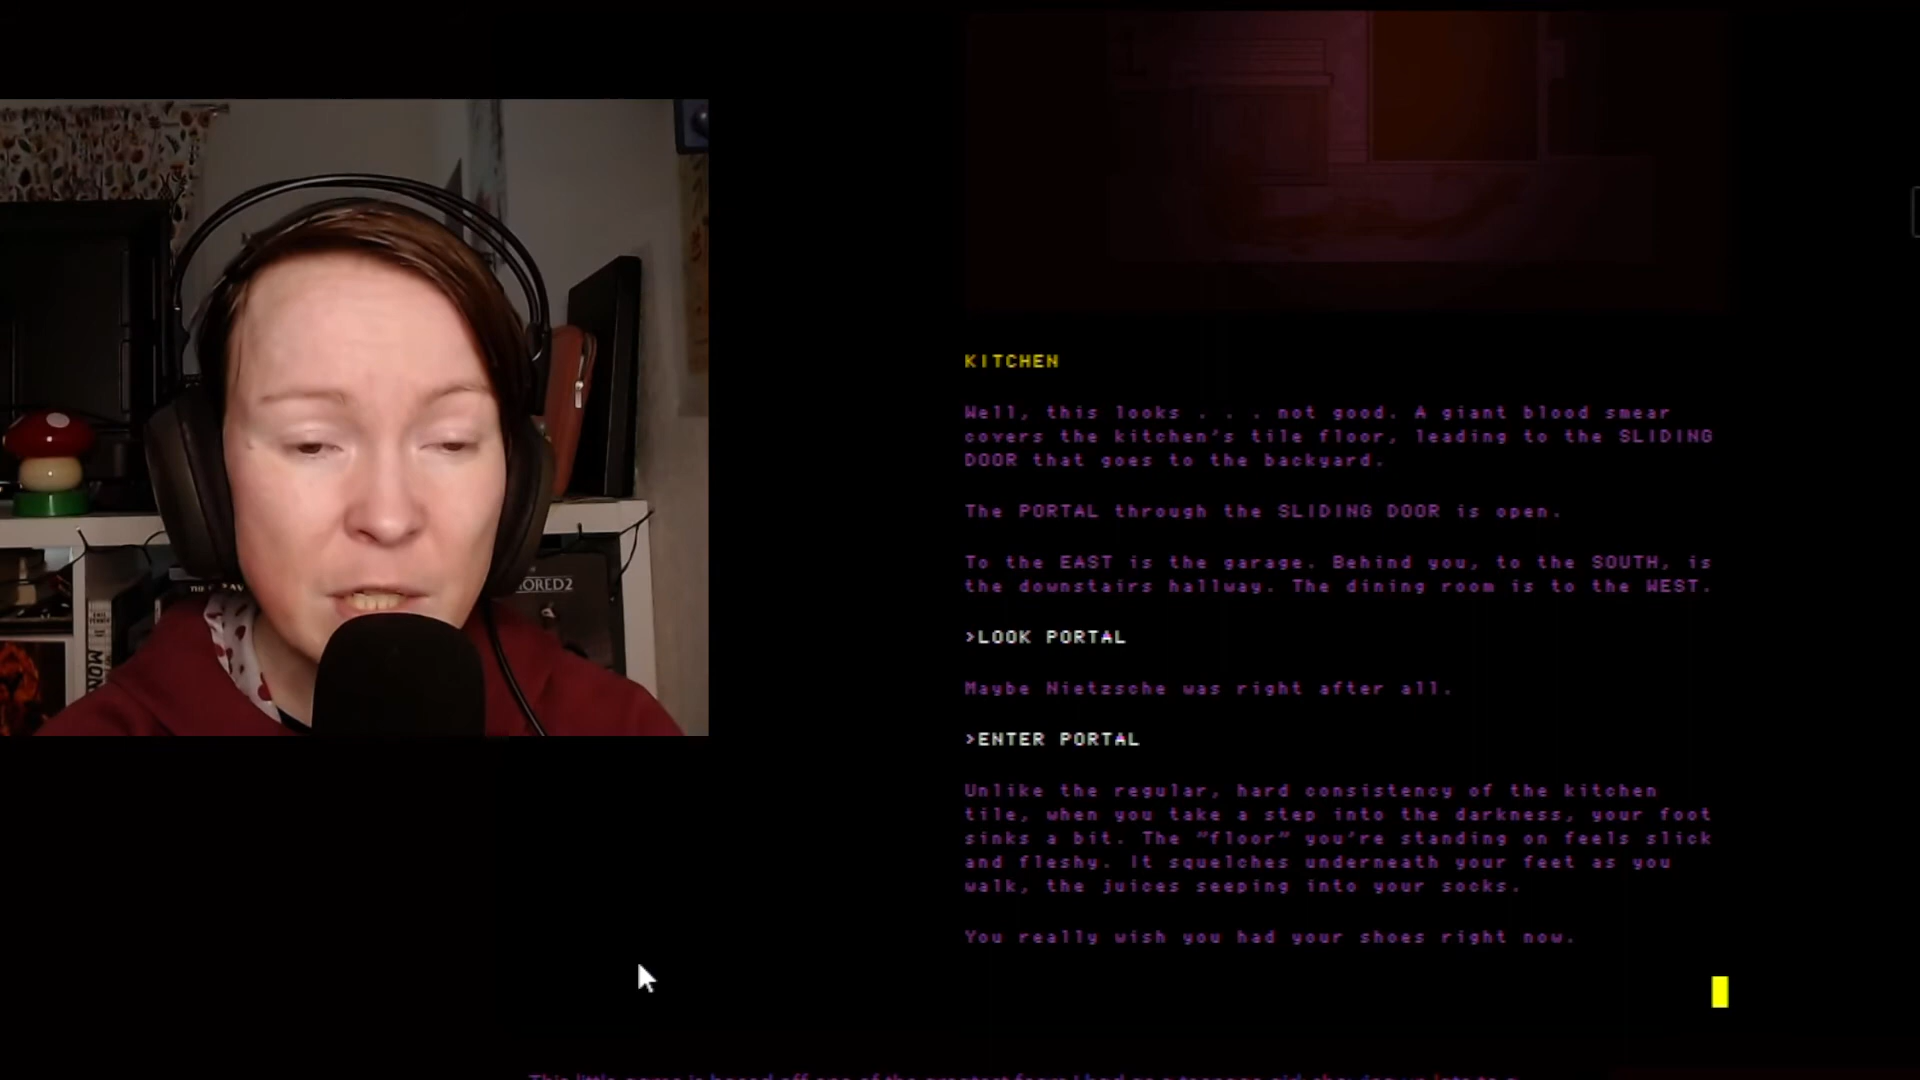 KITCHEN
Well, this looks . . . not good. A giant blood smear
covers the kitchen's tile floor, leading to the SLIDING
DOOR that goes to the backyard.
The PORTAL through the SLIDING DOOR is open.
To the EAST is the garage. Behind you, to the SOUTH, is
the downstairs hallway. The dining room is to the WEST.
>LOOK PORTAL
Maybe Nietzsche was right after all.
>ENTER PORTAL
Unlike the regular, hard consistency of the kitchen
tile, when you take a step into the darkness, your foot
sinks a bit. The "floor" you're standing on feels slick
and fleshy. It squelches underneath your feet as you
walk, the juices seeping into your socks.
You really wish you had your shoes right now.
ORED2
MON